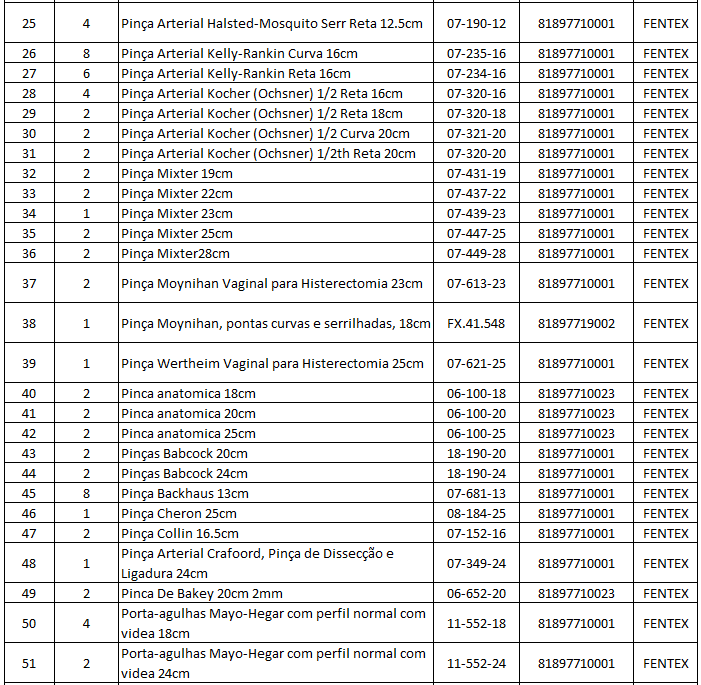 25 4 Pinça Arterial Halsted-Mosquito Serr Reta 12.5cm 07-190-12 81897710001 FENTEX
26 8 Pinça Arterial Kelly-Rankin Curva 16cm 07-235-16 81897710001 FENTEX
27 6 Pinça Arterial Kelly-Rankin Reta 16cm 07-234-16 81897710001 FENTEX
28 4 Pinça Arterial Kocher (Ochsner) 1/2 Reta 16cm 07-320-16 81897710001 FENTEX
29 2 Pinça Arterial Kocher (Ochsner) 1/2 Reta 18cm 07-320-18 81897710001 FENTEX
30 2 Pinça Arterial Kocher (Ochsner) 1/2 Curva 20cm 07-321-20 81897710001 FENTEX
31 2 Pinça Arterial Kocher (Ochsner) 1/2th Reta 20cm 07-320-20 81897710001 FENTEX
32 2 Pinça Mixter 19cm 07-431-19 81897710001 FENTEX
33 2 Pinça Mixter 22cm 07-437-22 81897710001 FENTEX
34 1 Pinça Mixter 23cm 07-439-23 81897710001 FENTEX
35 2 Pinça Mixter 25cm 07-447-25 81897710001 FENTEX
36 2 Pinça Mixter28cm 07-449-28 81897710001 FENTEX
37 2 Pinça Moynihan Vaginal para Histerectomia 23cm 07-613-23 81897710001 FENTEX
38 1 Pinça Moynihan, pontas curvas e serrilhadas, 18cm FX.41.548 81897719002 FENTEX
39 1 Pinça Wertheim Vaginal para Histerectomia 25cm 07-621-25 81897710001 FENTEX
40 2 Pinca anatomica 18cm 06-100-18 81897710023 FENTEX
41 2 Pinca anatomica 20cm 06-100-20 81897710023 FENTEX
42 2 Pinca anatomica 25cm 06-100-25 81897710023 FENTEX
43 2 Pinças Babcock 20cm 18-190-20 81897710001 FENTEX
44 2 Pinças Babcock 24cm 18-190-24 81897710001 FENTEX
45 8 Pinça Backhaus 13cm 07-681-13 81897710001 FENTEX
46 1 Pinça Cheron 25cm 08-184-25 81897710001 FENTEX
47 2 Pinça Collin 16.5cm 07-152-16 81897710001 FENTEX
48 1 Pinça Arterial Crafoord, Pinça de Dissecção e
Ligadura 24cm 07-349-24 81897710001 FENTEX
49 2 Pinca De Bakey 20cm 2mm 06-652-20 81897710023 FENTEX
50 4 Porta-agulhas Mayo-Hegar com perfil normal com
videa 18cm 11-552-18 81897710001 FENTEX
51 2 Porta-agulhas Mayo-Hegar com perfil normal com
videa 24cm 11-552-24 81897710001 FENTEX